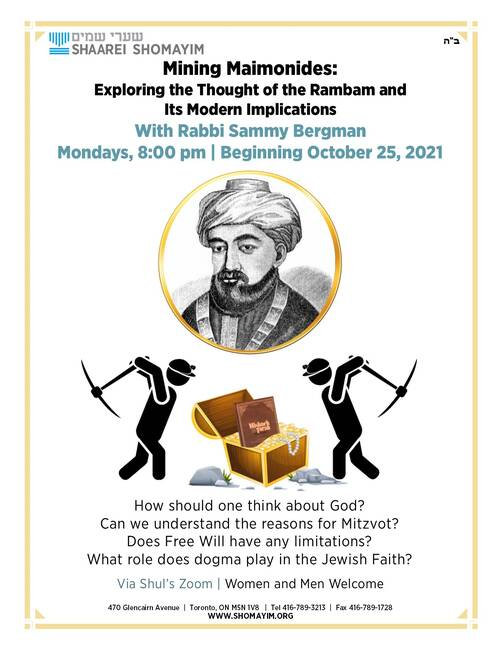 שערי שמים
SHAAREI SHOMAYIM
ב"ה
Mining Maimonides:
Exploring the Thought of the Rambam and
Its Modern Implications
With Rabbi Sammy Bergman
Mondays, 8:00 pm | Beginning October 25, 2021
Mishneh
Torah
How should one think about God?
Can we understand the reasons for Mitzvot?
Does Free Will have any limitations?
What role does dogma play in the Jewish Faith?
Via Shul's Zoom | Women and Men Welcome
470 Glencairn Avenue | Toronto, ON M5N 1V8 | Tel 416-789-3213 | Fax 416-789-1728
WWW.SHOMAYIM.ORG